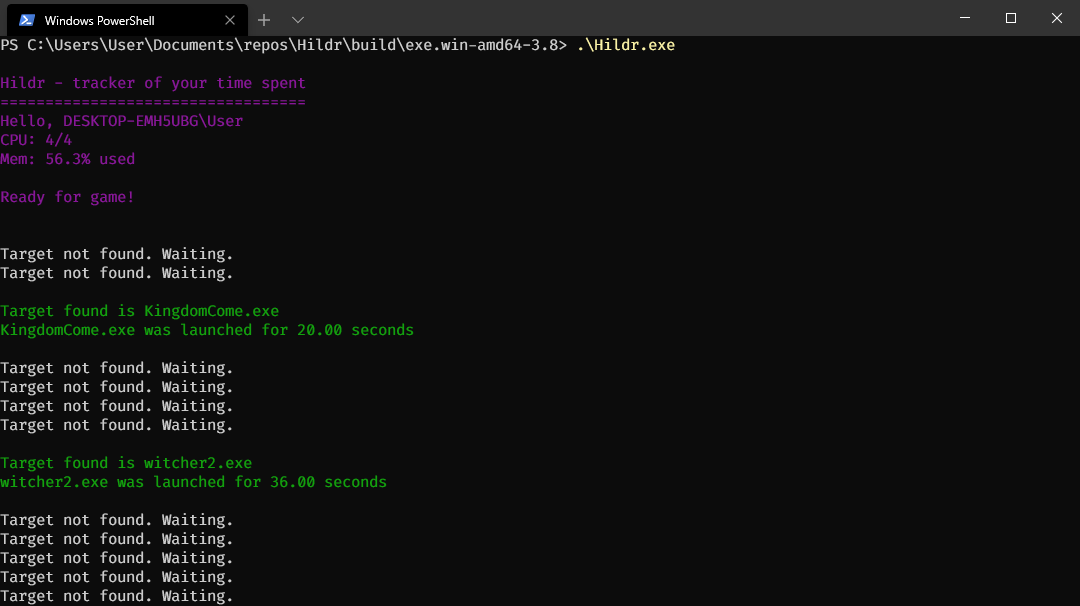 Windows PowerShell
PS C:\Users\User\Documents\repos\Hildr\build\exe.win-amd64-3.8> .\Hildr.exe
Hildr - tracker of your time spent
==================================
Hello, DESKTOP-EMH5UBG\User
CPU: 4/4
Mem: 56.3% used
Ready for game!
Target not found. Waiting.
Target not found. Waiting.
Target found is KingdomCome.exe
KingdomCome.exe was launched for 20.00 seconds
Target not found. Waiting.
Target not found. Waiting.
Target not found. Waiting.
Target not found. Waiting.
Target found is witcher2.exe
witcher2.exe was launched for 36.00 seconds
Target not found. Waiting.
Target not found. Waiting.
Target not found. Waiting.
Target not found. Waiting.
Target not found. Waiting.